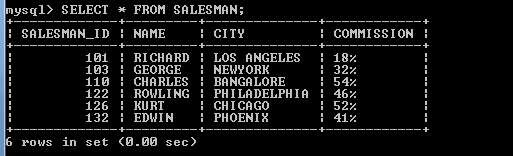 mysql> SELECT * FROM SALESMAN;
SALESMAN_ID | NAME | CITY | COMMISSION |
101 | RICHARD | LOS ANGELES | 18% |
103 | GEORGE | NEWYORK | 32% |
110 | CHARLES | BANGALORE | 54% |
122 | ROWLING | PHILADELPHIA | 46% |
126 | KURT | CHICAGO | 52% |
132 | EDWIN | PHOENIX | 41% |
6 rows in set (0.00 sec)